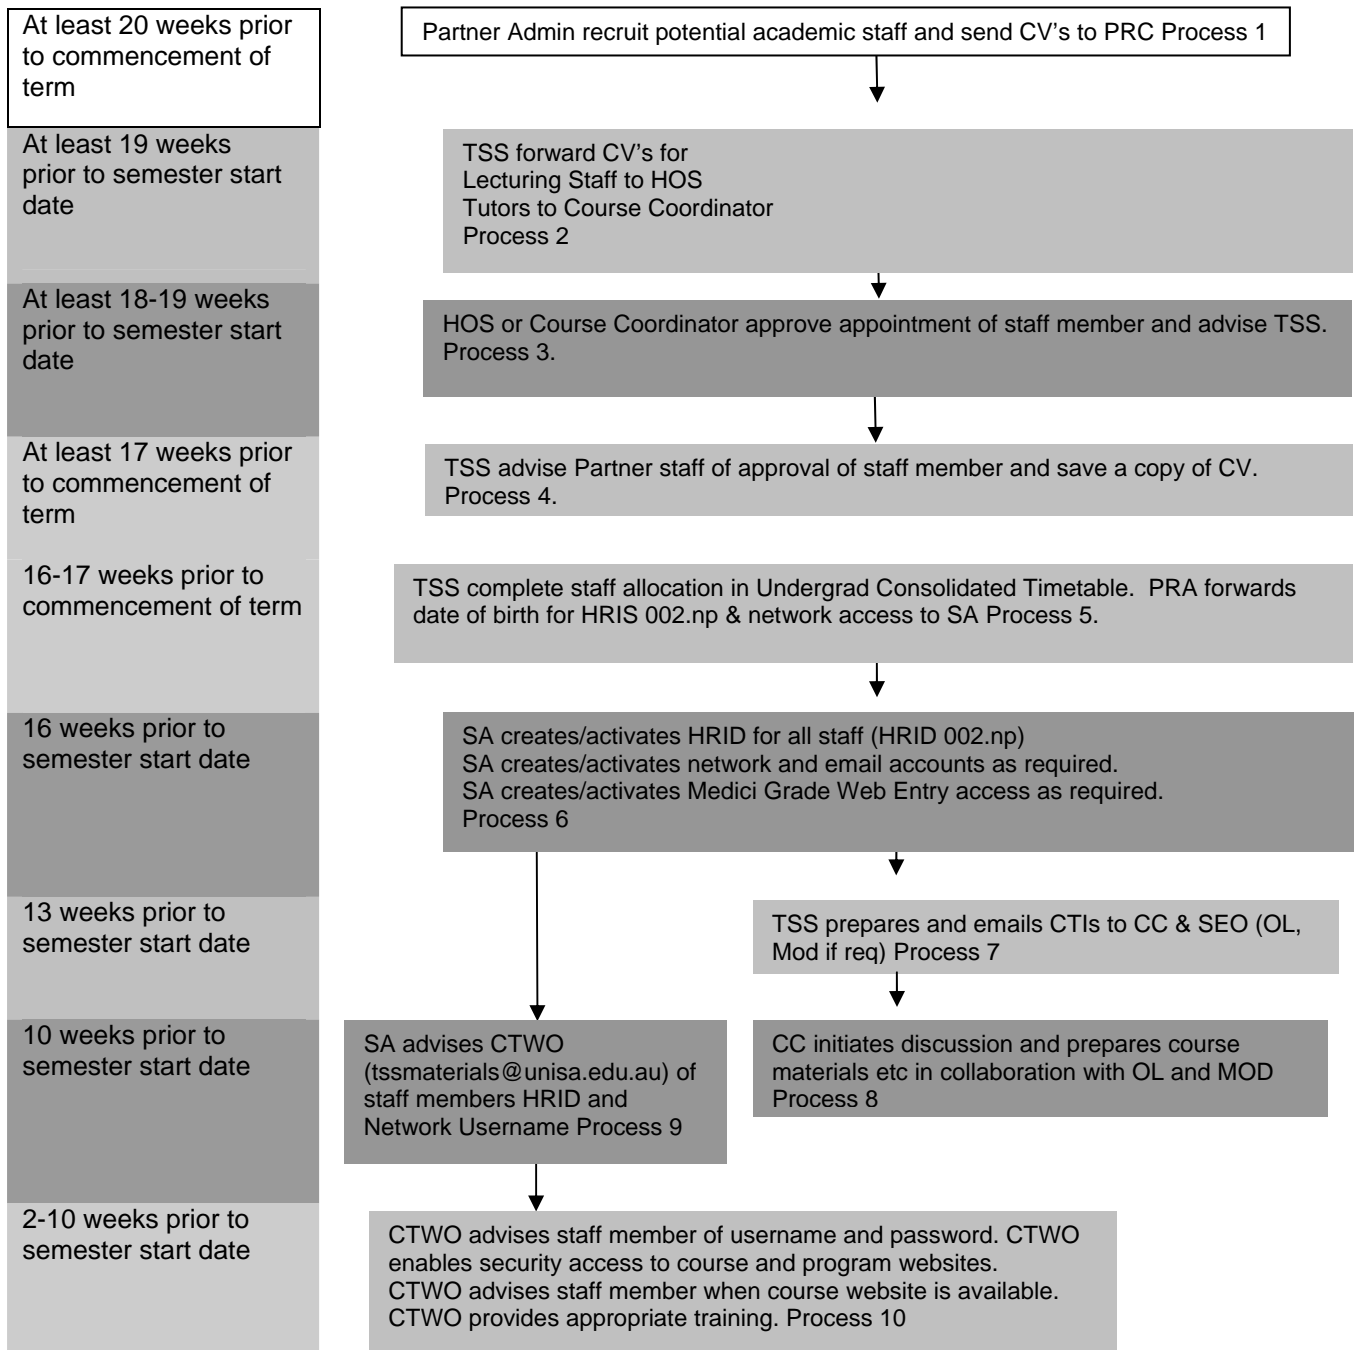 At least 20 weeks prior
to commencement of
term
Partner Admin recruit potential academic staff and send CV's to PRC Process 1
At least 19 weeks
prior to semester start
date
TSS forward CV's for
Lecturing Staff to HOS
Tutors to Course Coordinator
Process 2
At least 18-19 weeks
prior to semester start
date
HOS or Course Coordinator approve appointment of staff member and advise TSS.
Process 3.
At least 17 weeks prior
to commencement of
term
TSS advise Partner staff of approval of staff member and save a copy of CV.
Process 4.
16-17 weeks prior to
commencement of term
TSS complete staff allocation in Undergrad Consolidated Timetable.  PRA forwards
date of birth for HRIS 002.np & network access to SA Process 5.
16 weeks prior to
semester start date
SA creates/activates HRID for all staff (HRID 002.np)
SA creates/activates network and email accounts as required.
SA creates/activates Medici Grade Web Entry access as required.
Process 6
13 weeks prior to
semester start date
TSS prepares and emails CTIs to CC & SEO (OL,
Mod if req) Process 7
10 weeks prior to
semester start date
SA advises CTWO
(tssmaterials@unisa.edu.au) of
staff members HRID and
Network Username Process 9
CC initiates discussion and prepares course
materials etc in collaboration with OL and MOD
Process 8
2-10 weeks prior to
semester start date
CTWO advises staff member of username and password. CTWO
enables security access to course and program websites.
CTWO advises staff member when course website is available.
CTWO provides appropriate training. Process 10